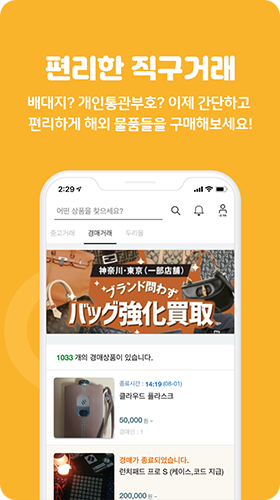 편리한 직구거래
배대지? 개인통관부호? 이제 간단하고
편리하게 해외 물품들을 구매해보세요!
2:29
어떤 상품을 찾으세요?
중고거래 경매거래 두리몰
神奈川・東京（一部店舗）
ブランド問わず
バッグ強化買取
1033 개의 경매상품이 있습니다.
종료시간 : 14:19 (08-01)
클라우드 플라스크
50,000원 ~
경매인 : 1
경매가 종료되었습니다.
런치패드 프로 S (케이스,코드 지급)
200,000원 ~